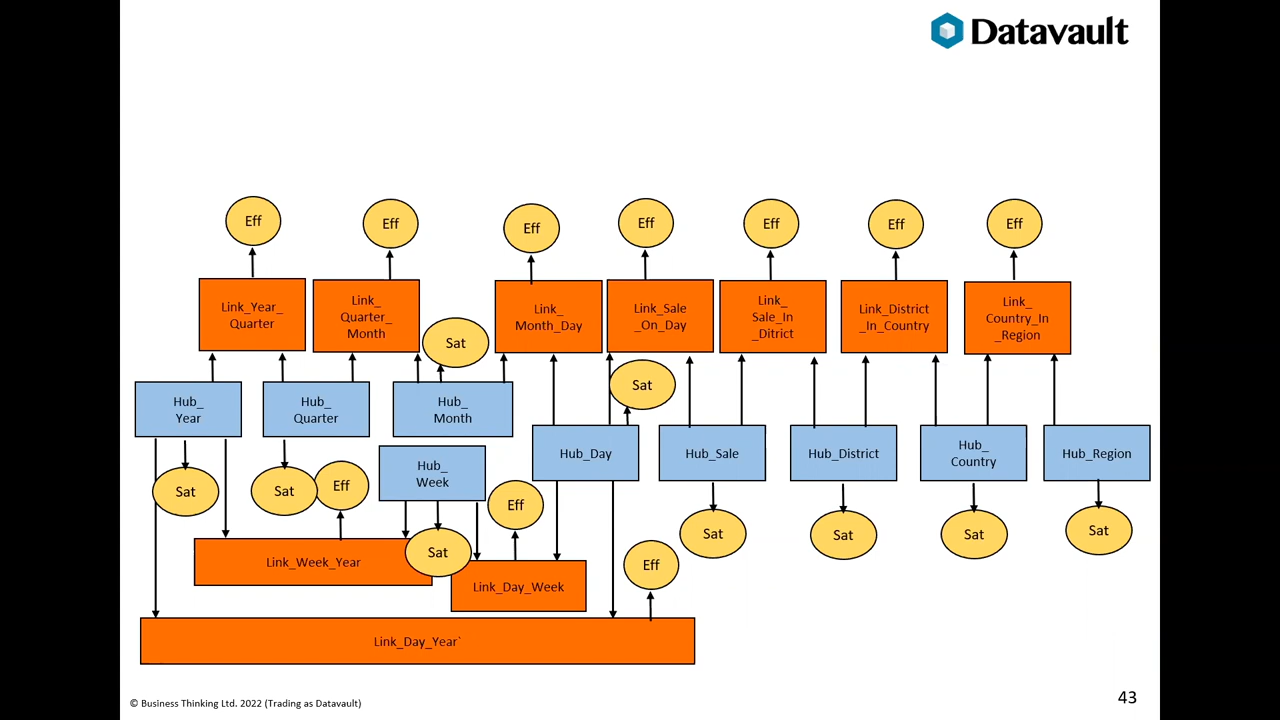 Datavault
Eff
Eff
Eff
Eff
Eff
Eff
Eff
Link_Year_
Quarter
Link_
Quarter_
Month
Link_
Month_Day
Link_Sale
_On_Day
Link_
Sale_In
_Ditrict
Link_District
_In_Country
Link_
Country_In
_Region
Sat
Sat
Hub_
Year
Hub_
Quarter
Hub_
Month
Hub_
Week
Hub_Day
Hub_Sale
Hub_District
Hub_
Country
Hub_Region
Sat
Sat
Eff
Eff
Sat
Sat
Sat
Sat
Sat
Link_Week_Year
Eff
Link_Day_Week
Link_Day_Year`
© Business Thinking Ltd. 2022 (Trading as Datavault)
43